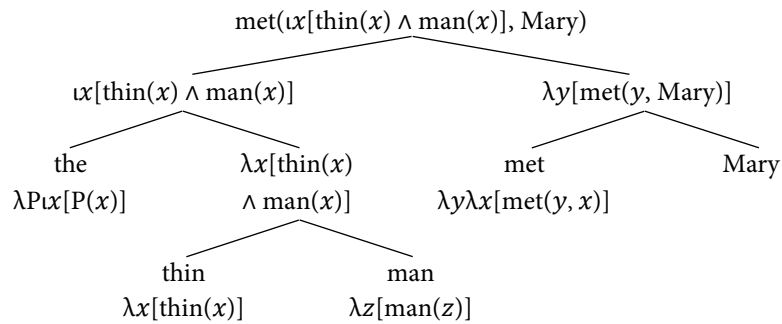 met(ιx[thin(x) ∧ man(x)], Mary)
ιx[thin(x) ∧ man(x)] λy[met(y, Mary)]
the λx[thin(x) met Mary
λPιx[P(x)] ∧ man(x)] λyλx[met(y, x)]
thin man
λx[thin(x)] λz[man(z)]